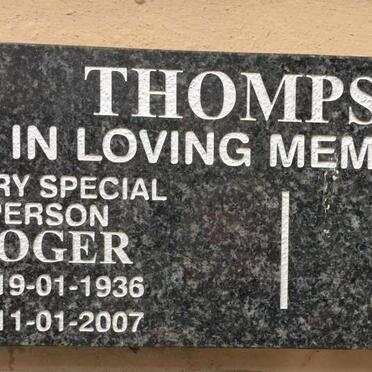 THOMPS
IN LOVING MEM
RY SPECIAL
PERSON
OGER
19-01-1936
11-01-2007